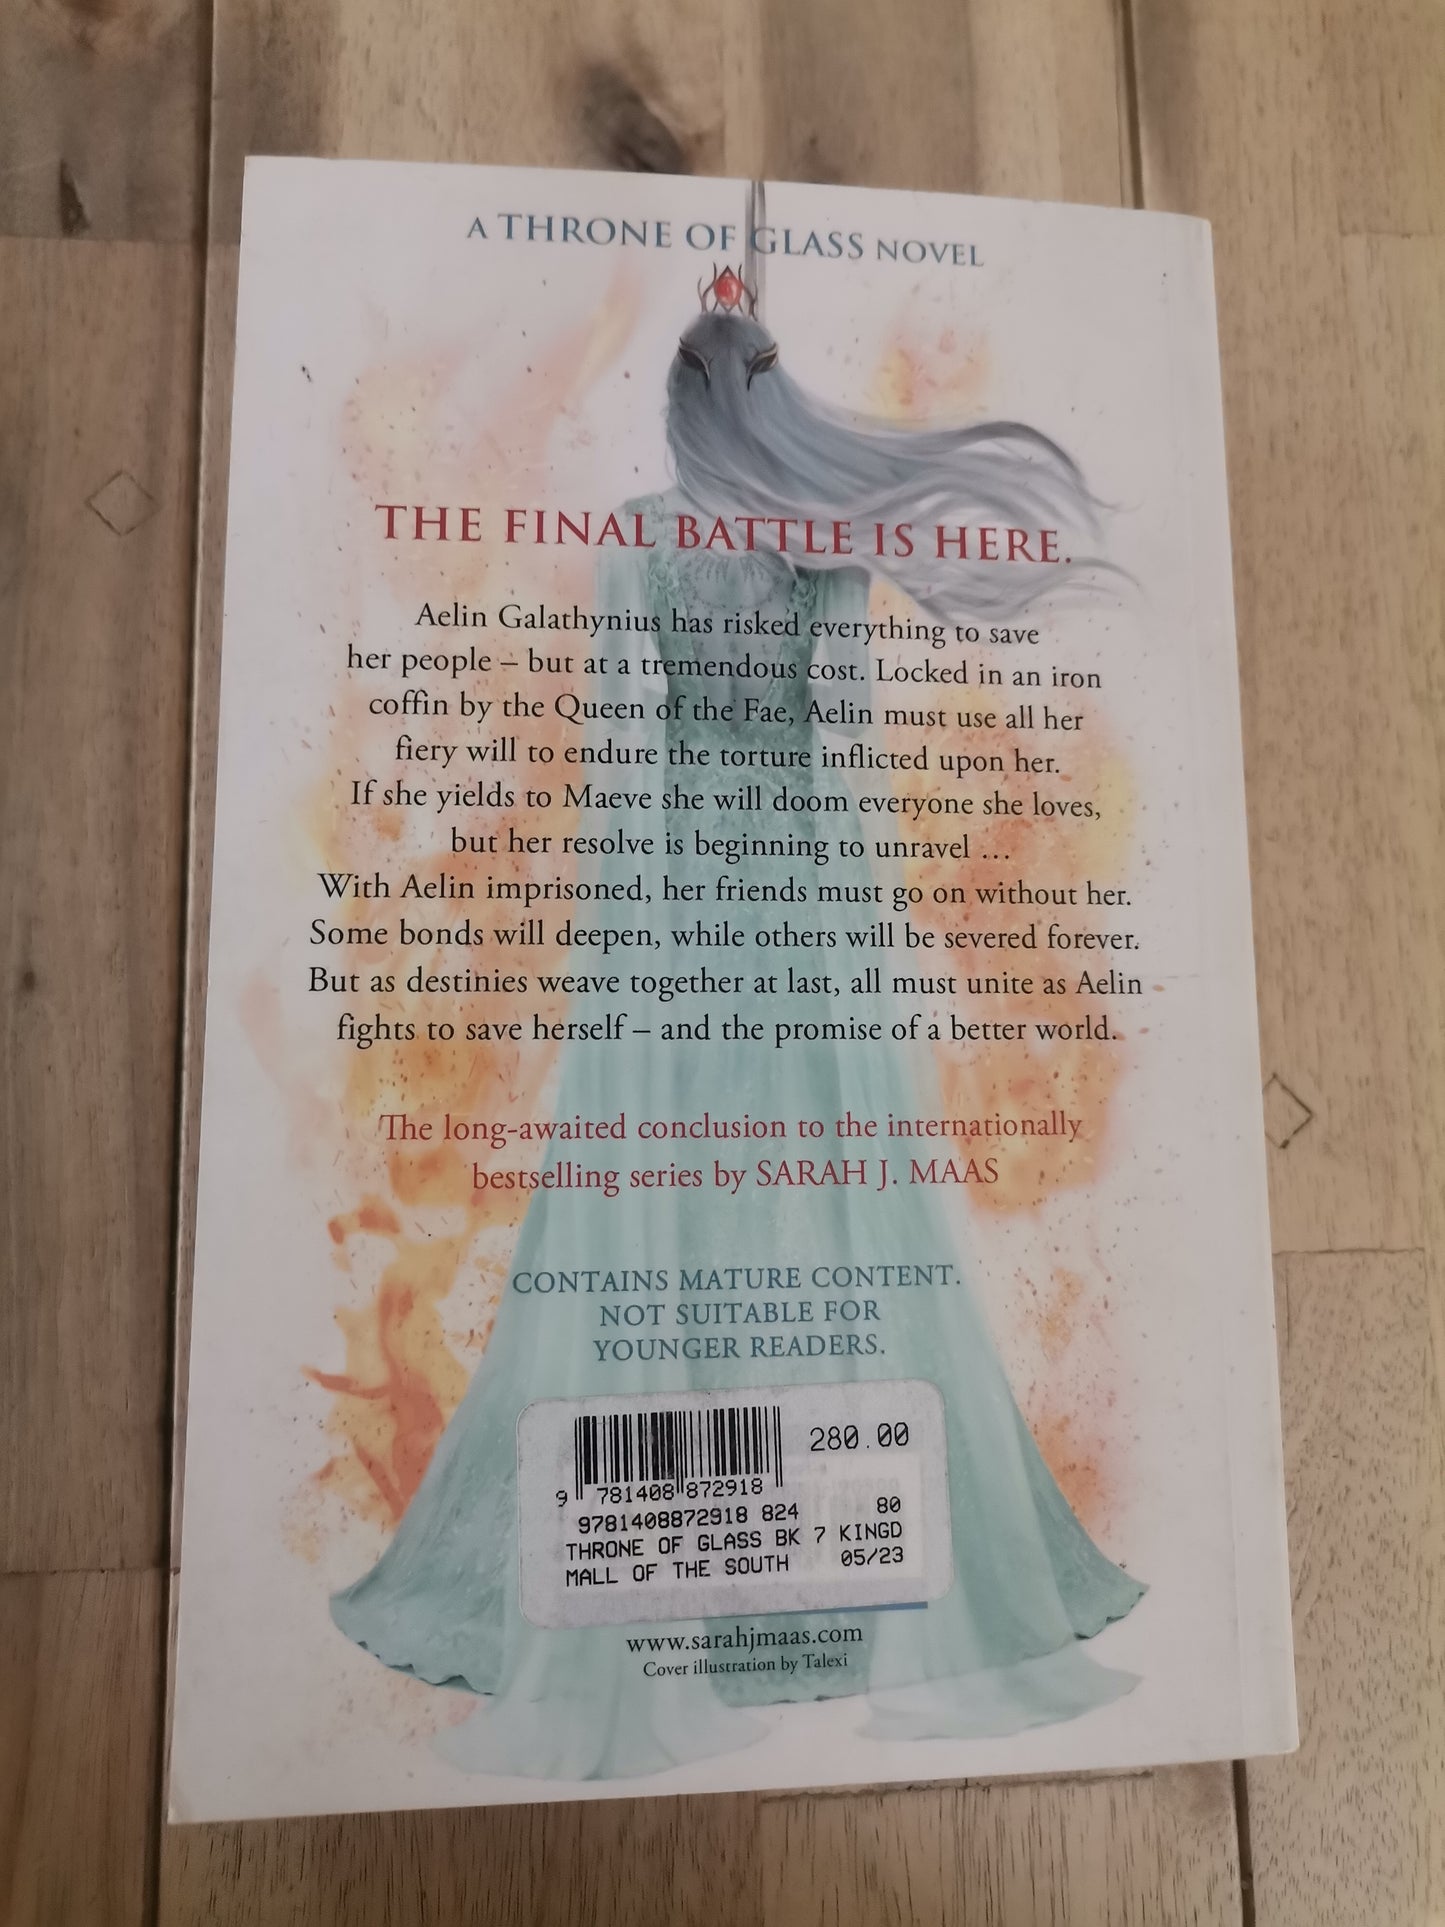 A THRONE OF GLASS NOVEL
THE FINAL BATTLE IS HERE.
Aelin Galathynius has risked everything to save
her people – but at a tremendous cost. Locked in an iron
coffin by the Queen of the Fae, Aelin must use all her
fiery will to endure the torture inflicted upon her.
If she yields to Maeve she will doom everyone she loves,
but her resolve is beginning to unravel ...
With Aelin imprisoned, her friends must go on without her.
Some bonds will deepen, while others will be severed forever.
But as destinies weave together at last, all must unite as Aelin
fights to save herself – and the promise of a better world.
The long-awaited conclusion to the internationally
bestselling series by SARAH J. MAAS
CONTAINS MATURE CONTENT.
NOT SUITABLE FOR
YOUNGER READERS.
280.00
9 781408 872918
9781408872918 824 80
THRONE OF GLASS BK 7 KINGD
MALL OF THE SOUTH 05/23
www.sarahjmaas.com
Cover illustration by Talexi